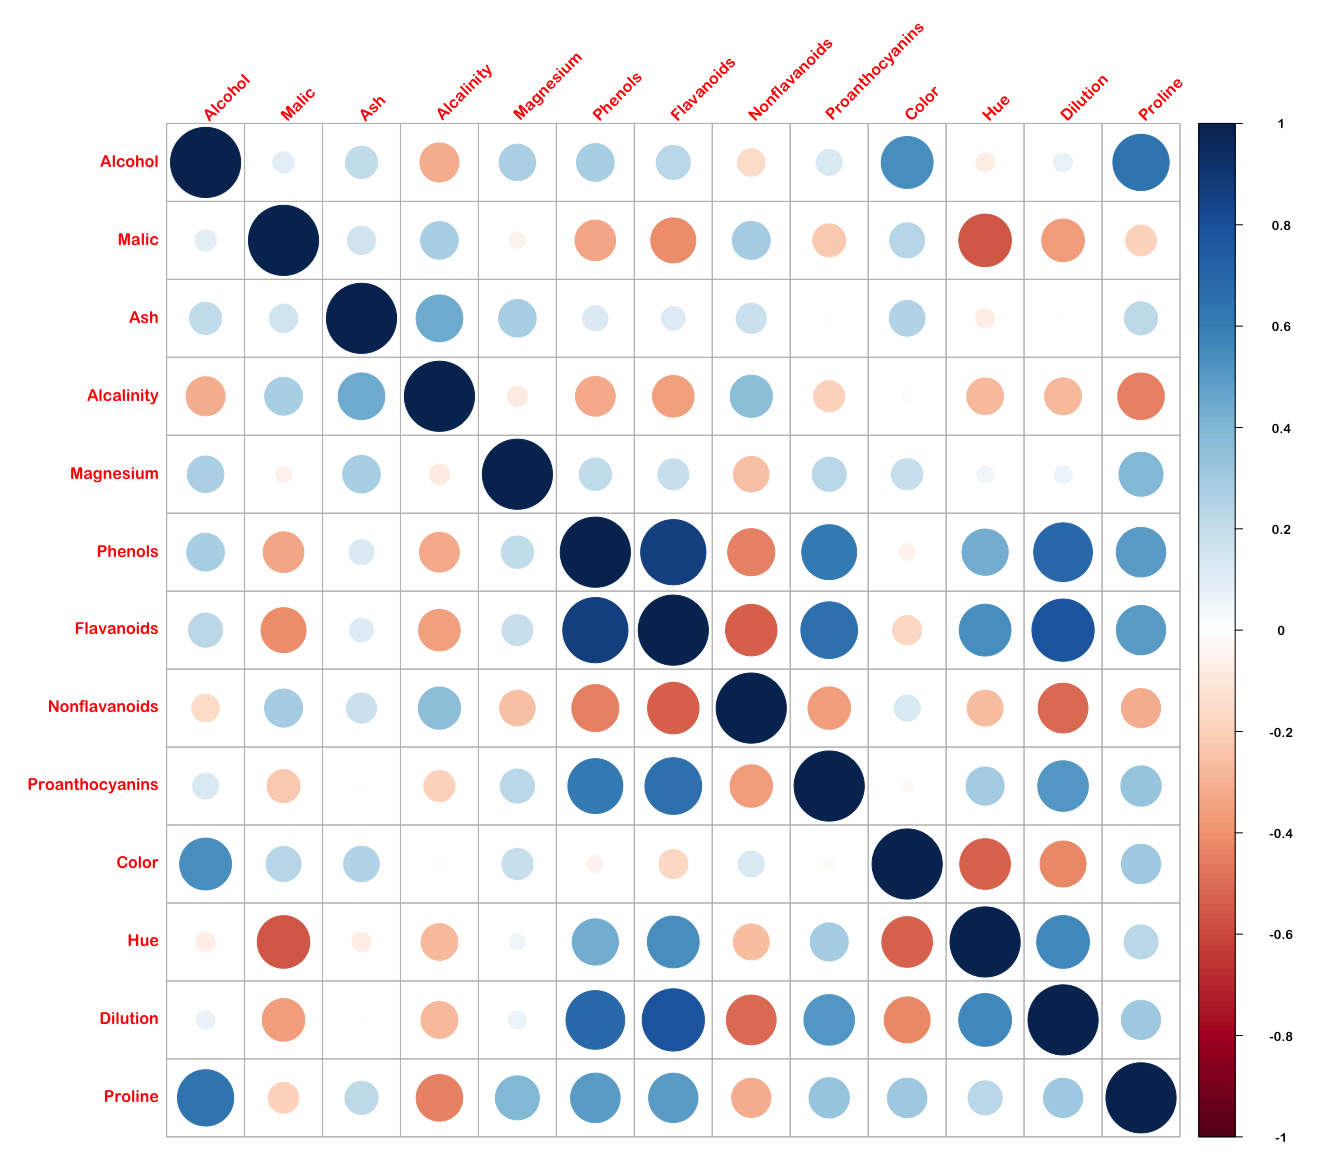 Alcohol
Malic
Ash
Alcalinity
Magnesium
Phenols
Flavanoids
Nonflavanoids
Proanthocyanins
Color
Hue
Dilution
Proline
Alcohol
Malic
Ash
Alcalinity
Magnesium
Phenols
Flavanoids
Nonflavanoids
Proanthocyanins
Color
Hue
Dilution
Proline
1
0.8
0.6
0.4
0.2
0
-0.2
-0.4
-0.6
-0.8
-1